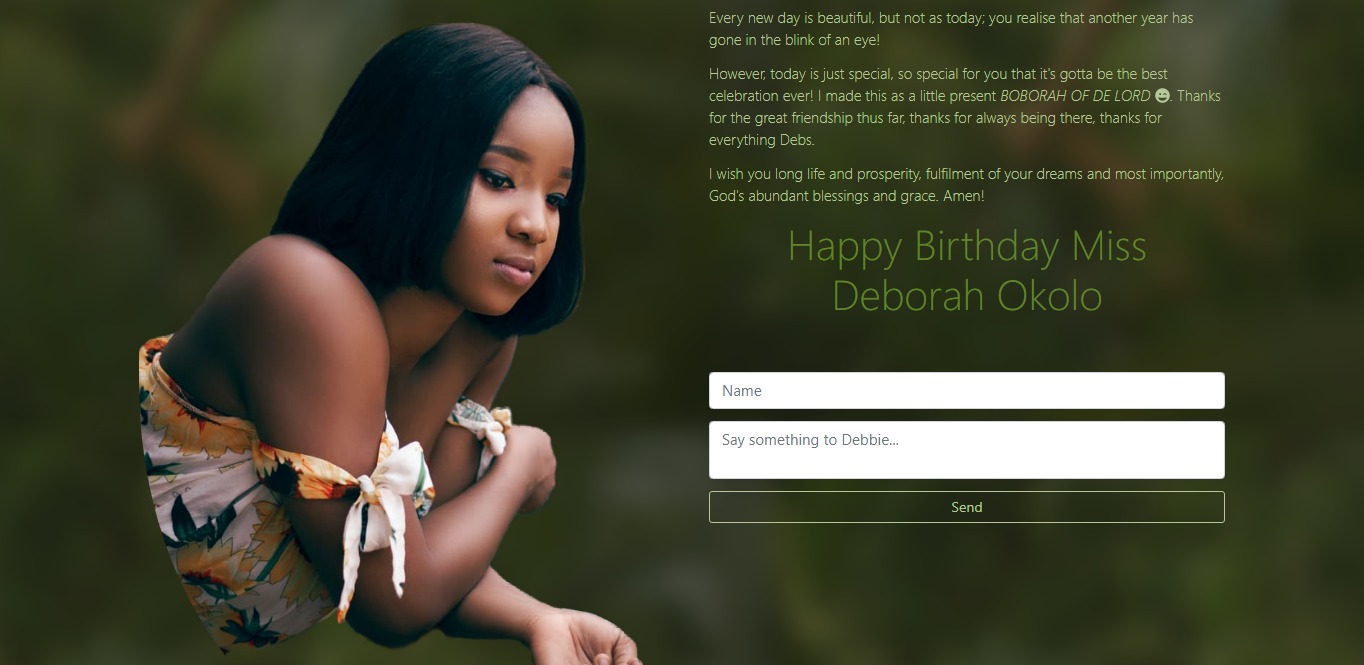 Every new day is beautiful, but not as today; you realise that another year has
gone in the blink of an eye!
However, today is just special, so special for you that it's gotta be the best
celebration ever! I made this as a little present BOBORAH OF DE LORD 😄. Thanks
for the great friendship thus far, thanks for always being there, thanks for
everything Debs.
I wish you long life and prosperity, fulfilment of your dreams and most importantly,
God's abundant blessings and grace. Amen!
Happy Birthday Miss
Deborah Okolo
Name
Say something to Debbie...
Send